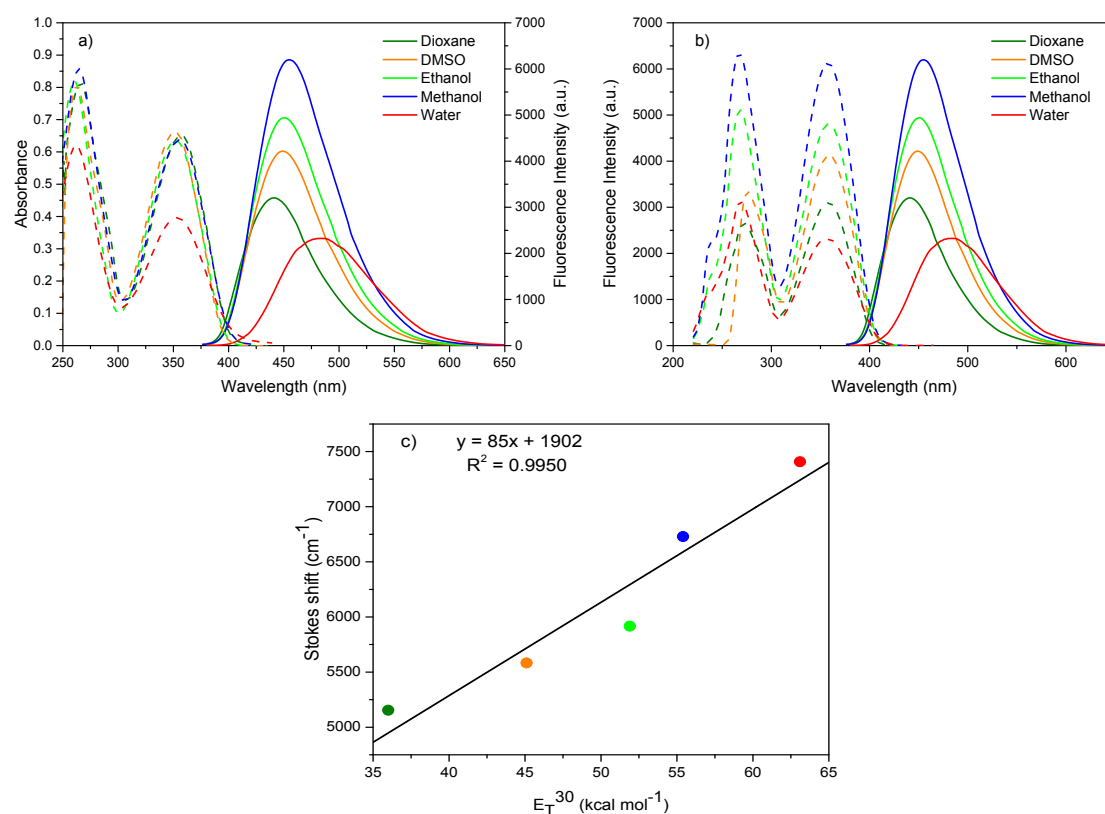 a)
Dioxane
DMSO
Ethanol
Methanol
Water
1.0
0.9
0.8
0.7
0.6
0.5
0.4
0.3
0.2
0.1
0.0
Absorbance
7000
6000
5000
4000
3000
2000
1000
0
Fluorescence Intensity (a.u.)
250 300 350 400 450 500 550 600 650
Wavelength (nm)
b)
Dioxane
DMSO
Ethanol
Methanol
Water
7000
6000
5000
4000
3000
2000
1000
0
Fluorescence Intensity (a.u.)
200 300 400 500 600
Wavelength (nm)
c) y = 85x + 1902
R² = 0.9950
7500
7000
6500
6000
5500
5000
Stokes shift (cm⁻¹)
35 40 45 50 55 60 65
E_T³⁰ (kcal mol⁻¹)